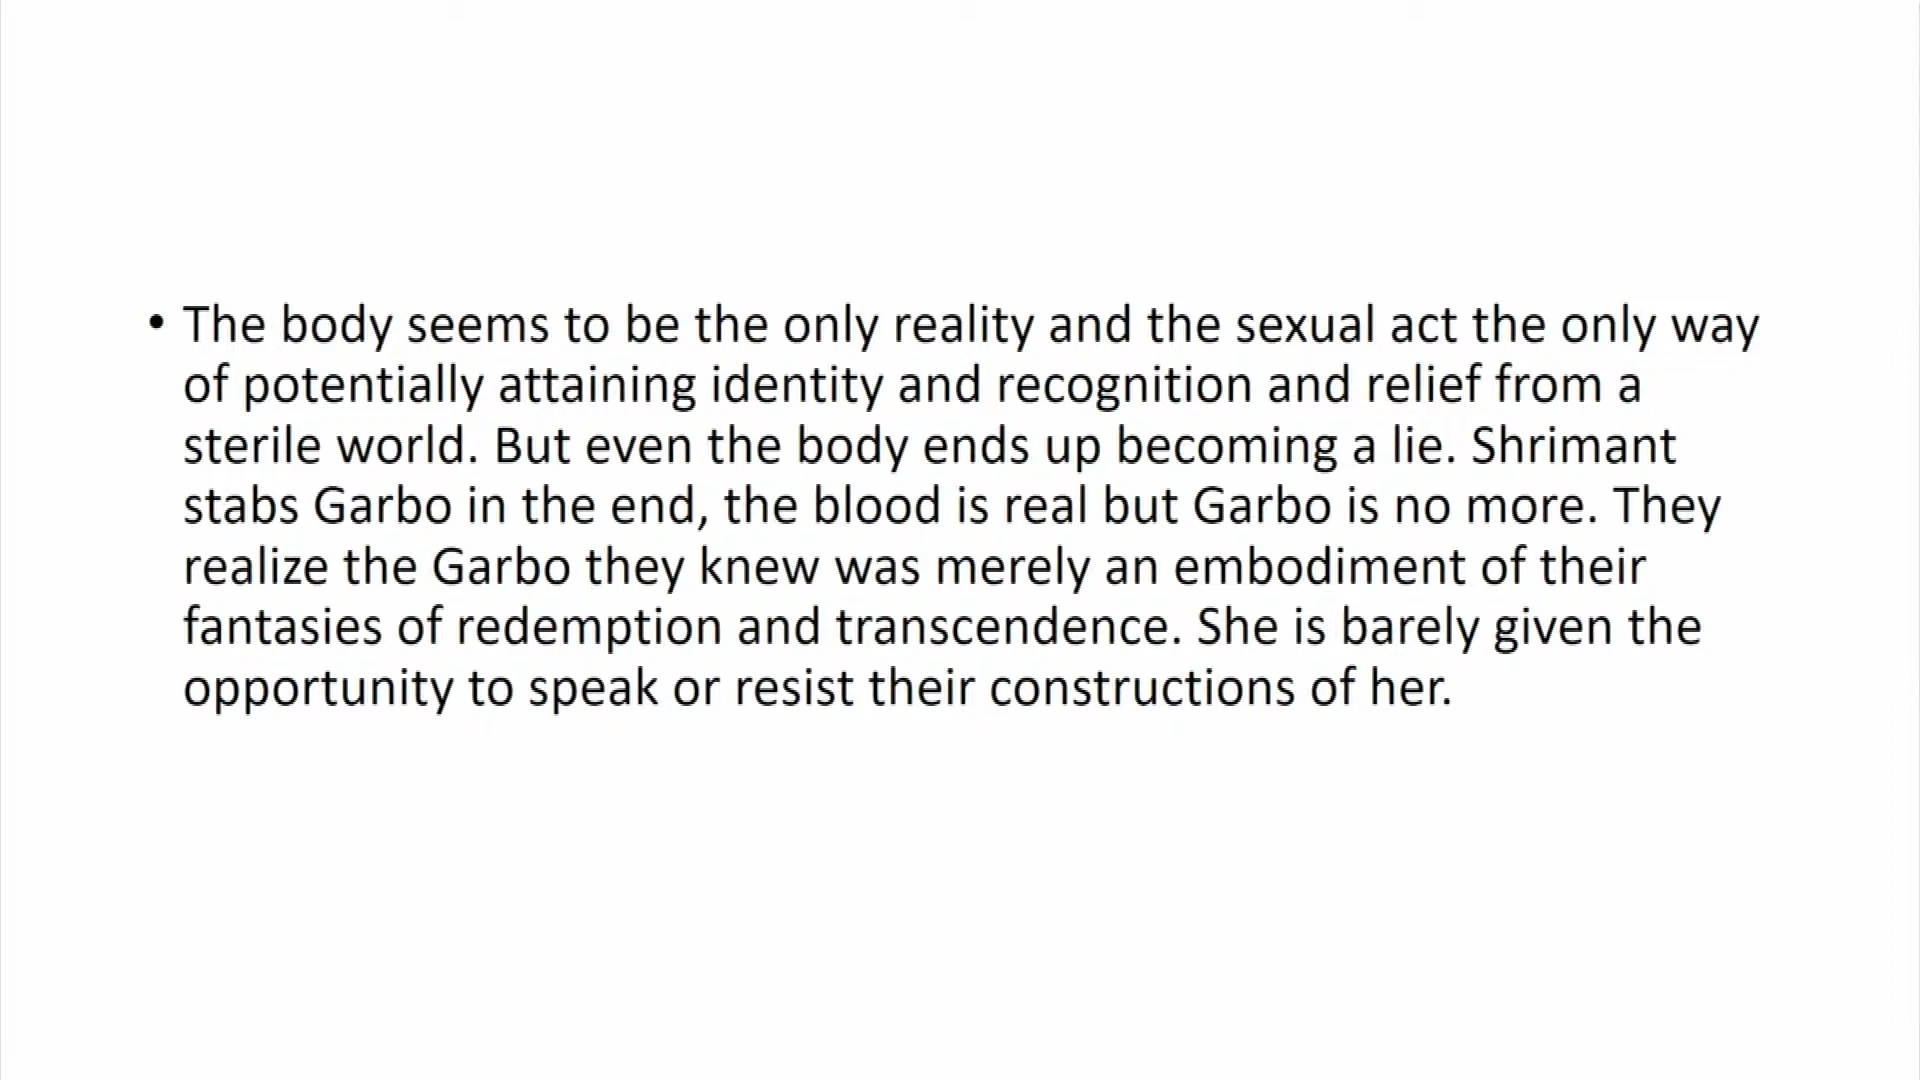 • The body seems to be the only reality and the sexual act the only way
of potentially attaining identity and recognition and relief from a
sterile world. But even the body ends up becoming a lie. Shrimant
stabs Garbo in the end, the blood is real but Garbo is no more. They
realize the Garbo they knew was merely an embodiment of their
fantasies of redemption and transcendence. She is barely given the
opportunity to speak or resist their constructions of her.